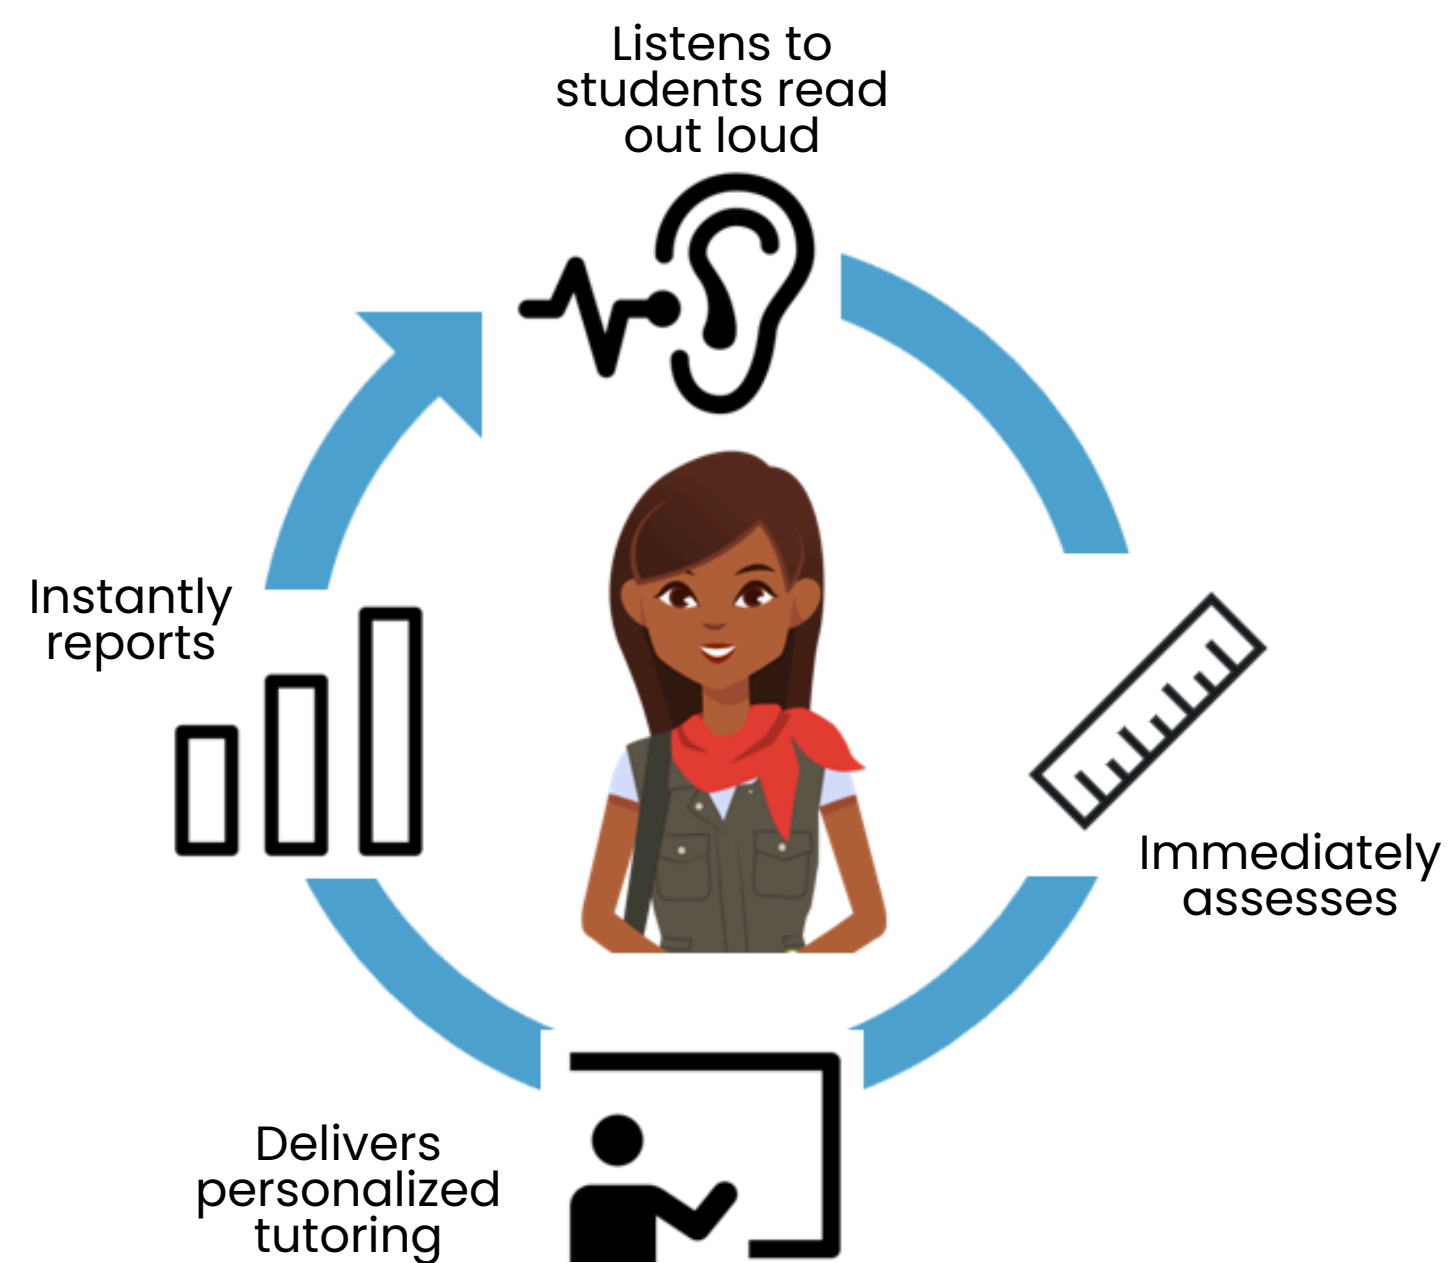 Listens to
students read
out loud
Immediately
assesses
Delivers
personalized
tutoring
Instantly
reports